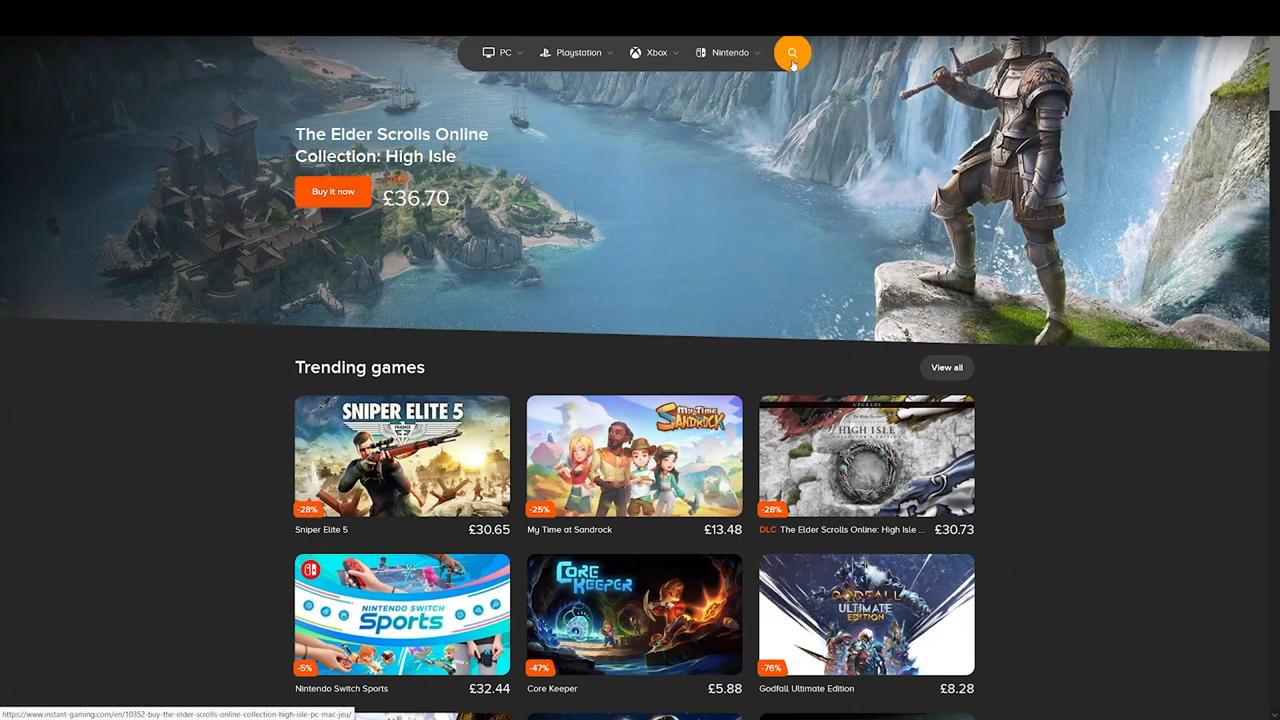 PC
Playstation
Xbox
Nintendo
The Elder Scrolls Online
Collection: High Isle
Buy it now
£36.70
Trending games
View all
SNIPER ELITE 5
FRANCE
-28%
Sniper Elite 5
£30.65
My Time at
SANDROCK
-25%
My Time at Sandrock
£13.48
UPGRADE
HIGH ISLE
-28%
DLC The Elder Scrolls Online: High Isle ...
£30.73
NINTENDO SWITCH
Sports
-5%
Nintendo Switch Sports
£32.44
CORE
KEEPER
-47%
Core Keeper
£5.88
GODFALL
ULTIMATE
EDITION
-76%
Godfall Ultimate Edition
£8.28
https://www.instant-gaming.com/en/10352-buy-the-elder-scrolls-online-collection-high-isle-pc-mac-jeu/